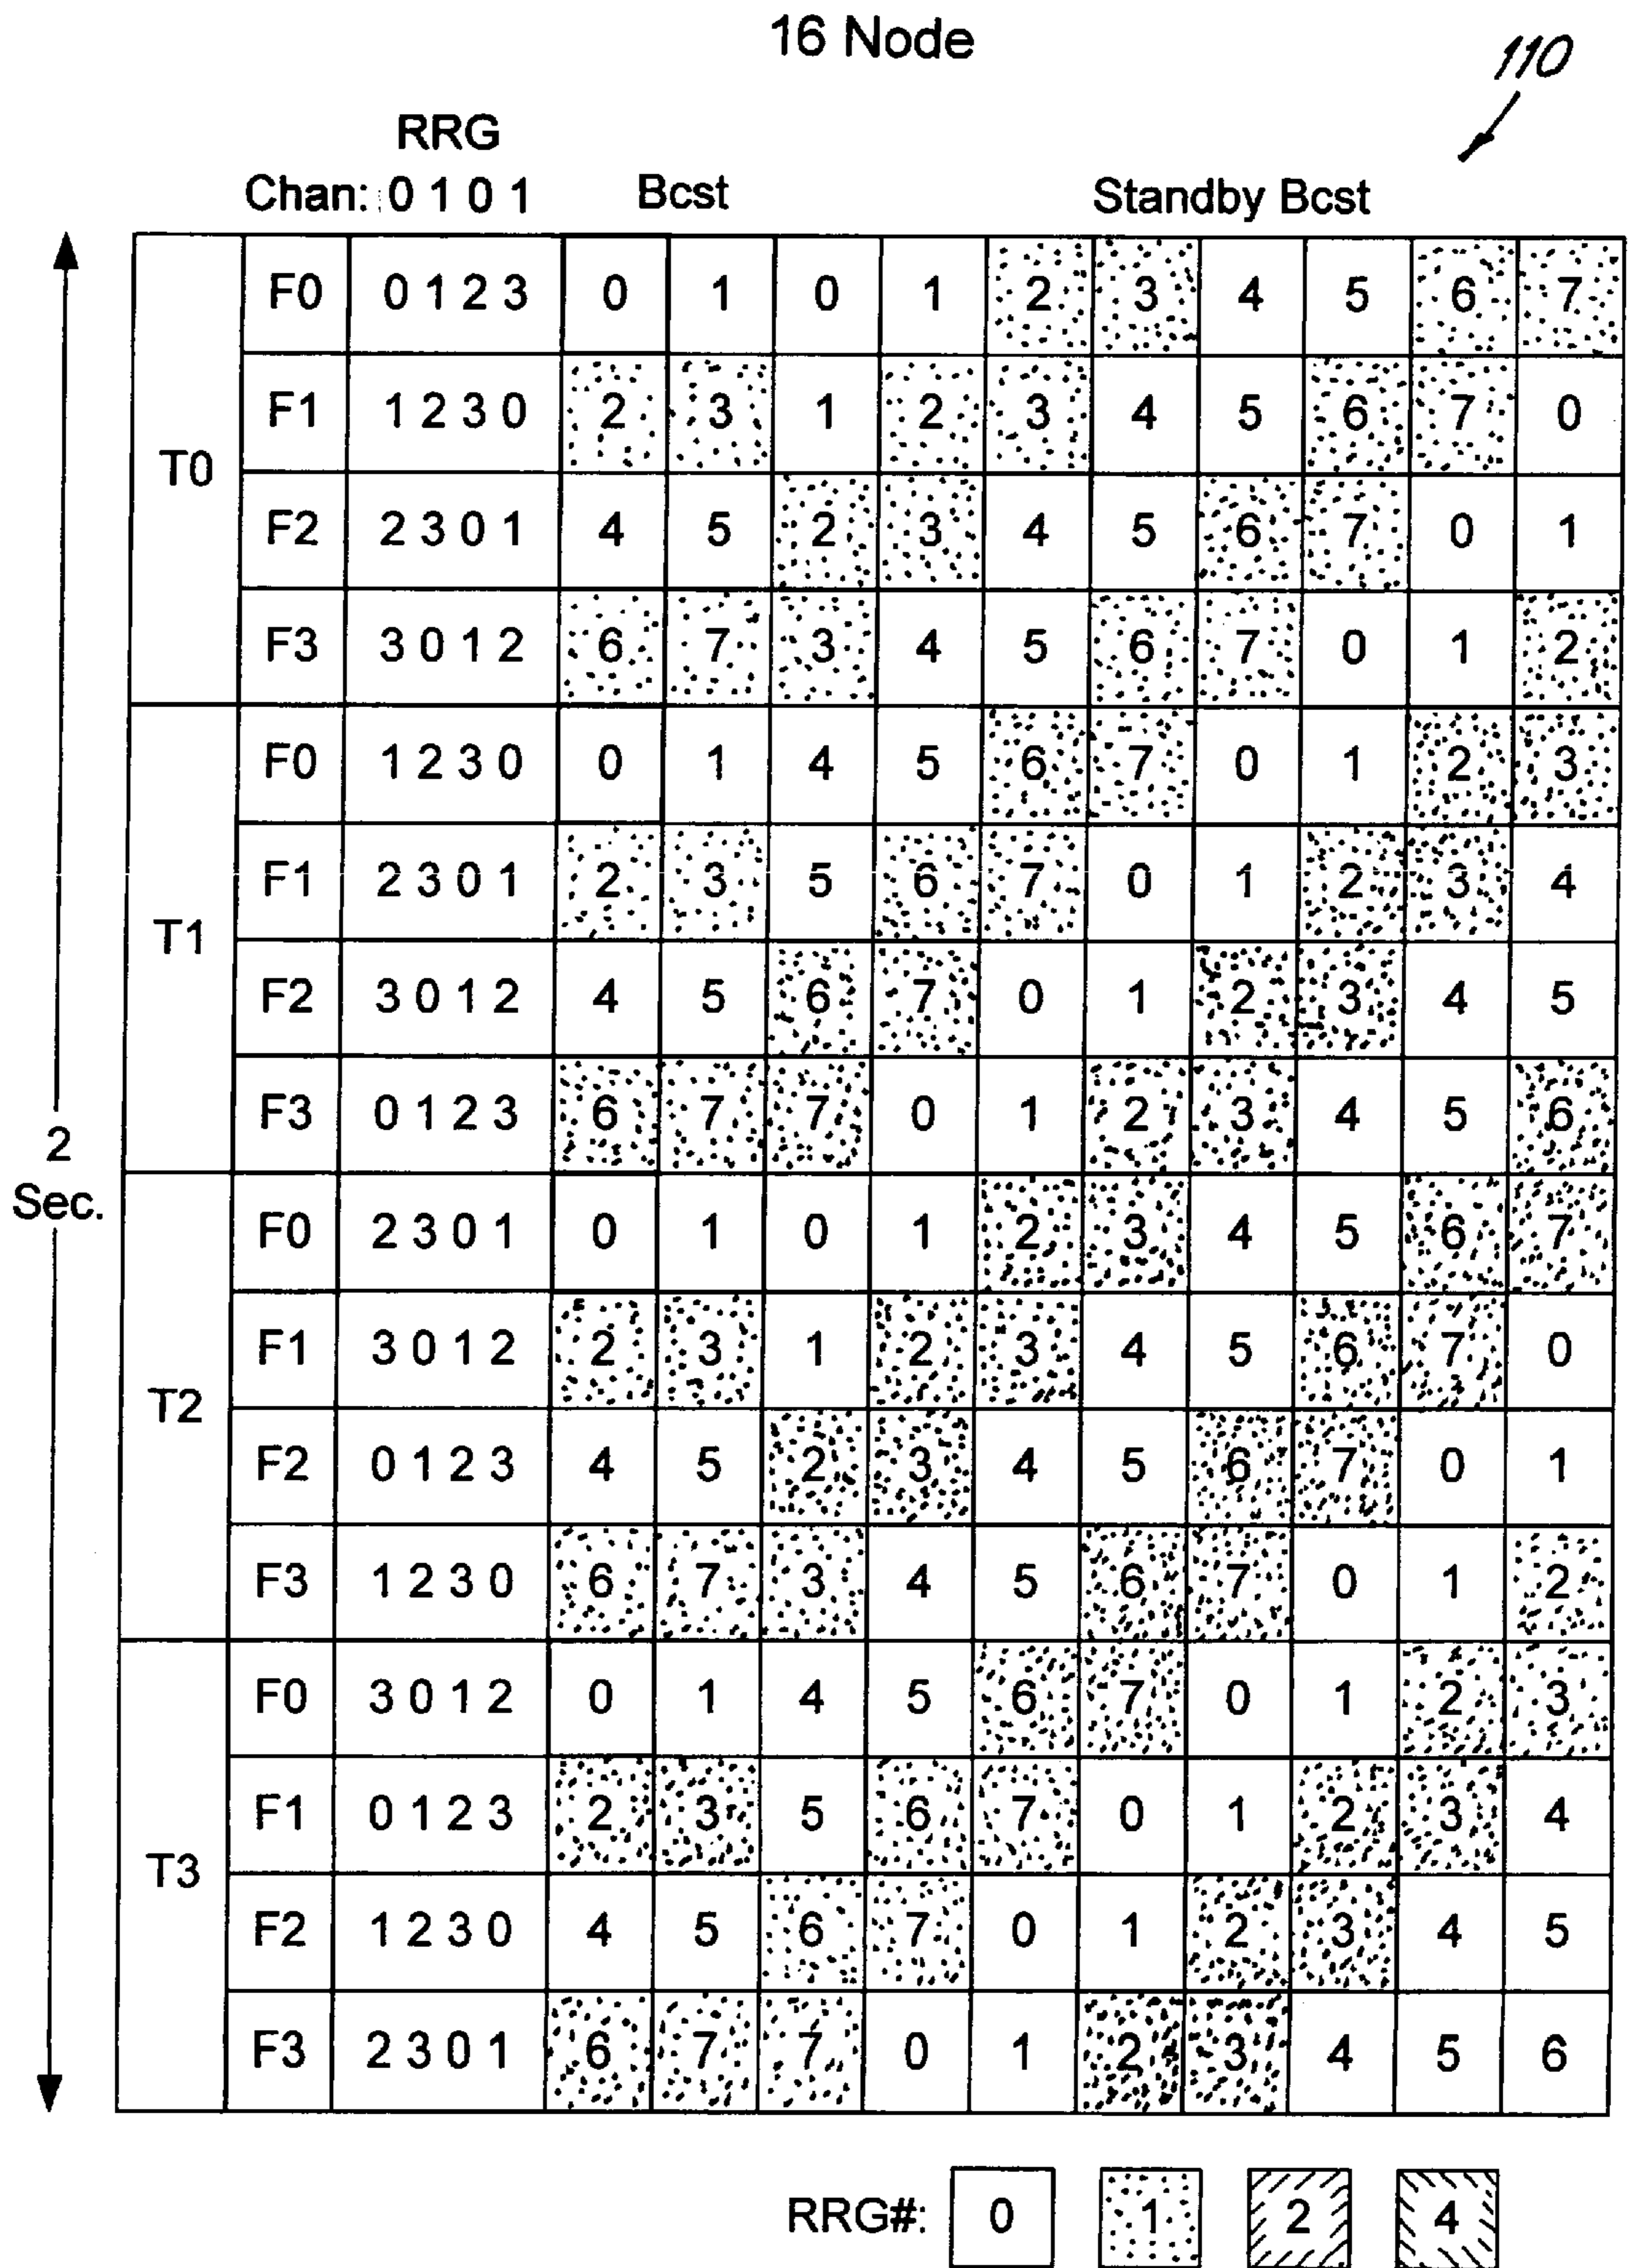 16 Node
110
RRG
Chan: 0 1 0 1 Bcst Standby Bcst
F0 0 1 2 3 0 1 0 1 2 3 4 5 6 7
F1 1 2 3 0 2 3 1 2 3 4 5 6 7 0
T0
F2 2 3 0 1 4 5 2 3 4 5 6 7 0 1
F3 3 0 1 2 6 7 3 4 5 6 7 0 1 2
F0 1 2 3 0 0 1 4 5 6 7 0 1 2 3
F1 2 3 0 1 2 3 5 6 7 0 1 2 3 4
T1
F2 3 0 1 2 4 5 6 7 0 1 2 3 4 5
F3 0 1 2 3 6 7 7 0 1 2 3 4 5 6
2
Sec.
F0 2 3 0 1 0 1 0 1 2 3 4 5 6 7
F1 3 0 1 2 2 3 1 2 3 4 5 6 7 0
T2
F2 0 1 2 3 4 5 2 3 4 5 6 7 0 1
F3 1 2 3 0 6 7 3 4 5 6 7 0 1 2
F0 3 0 1 2 0 1 4 5 6 7 0 1 2 3
F1 0 1 2 3 2 3 5 6 7 0 1 2 3 4
T3
F2 1 2 3 0 4 5 6 7 0 1 2 3 4 5
F3 2 3 0 1 6 7 7 0 1 2 3 4 5 6
RRG#: 0 1 2 4